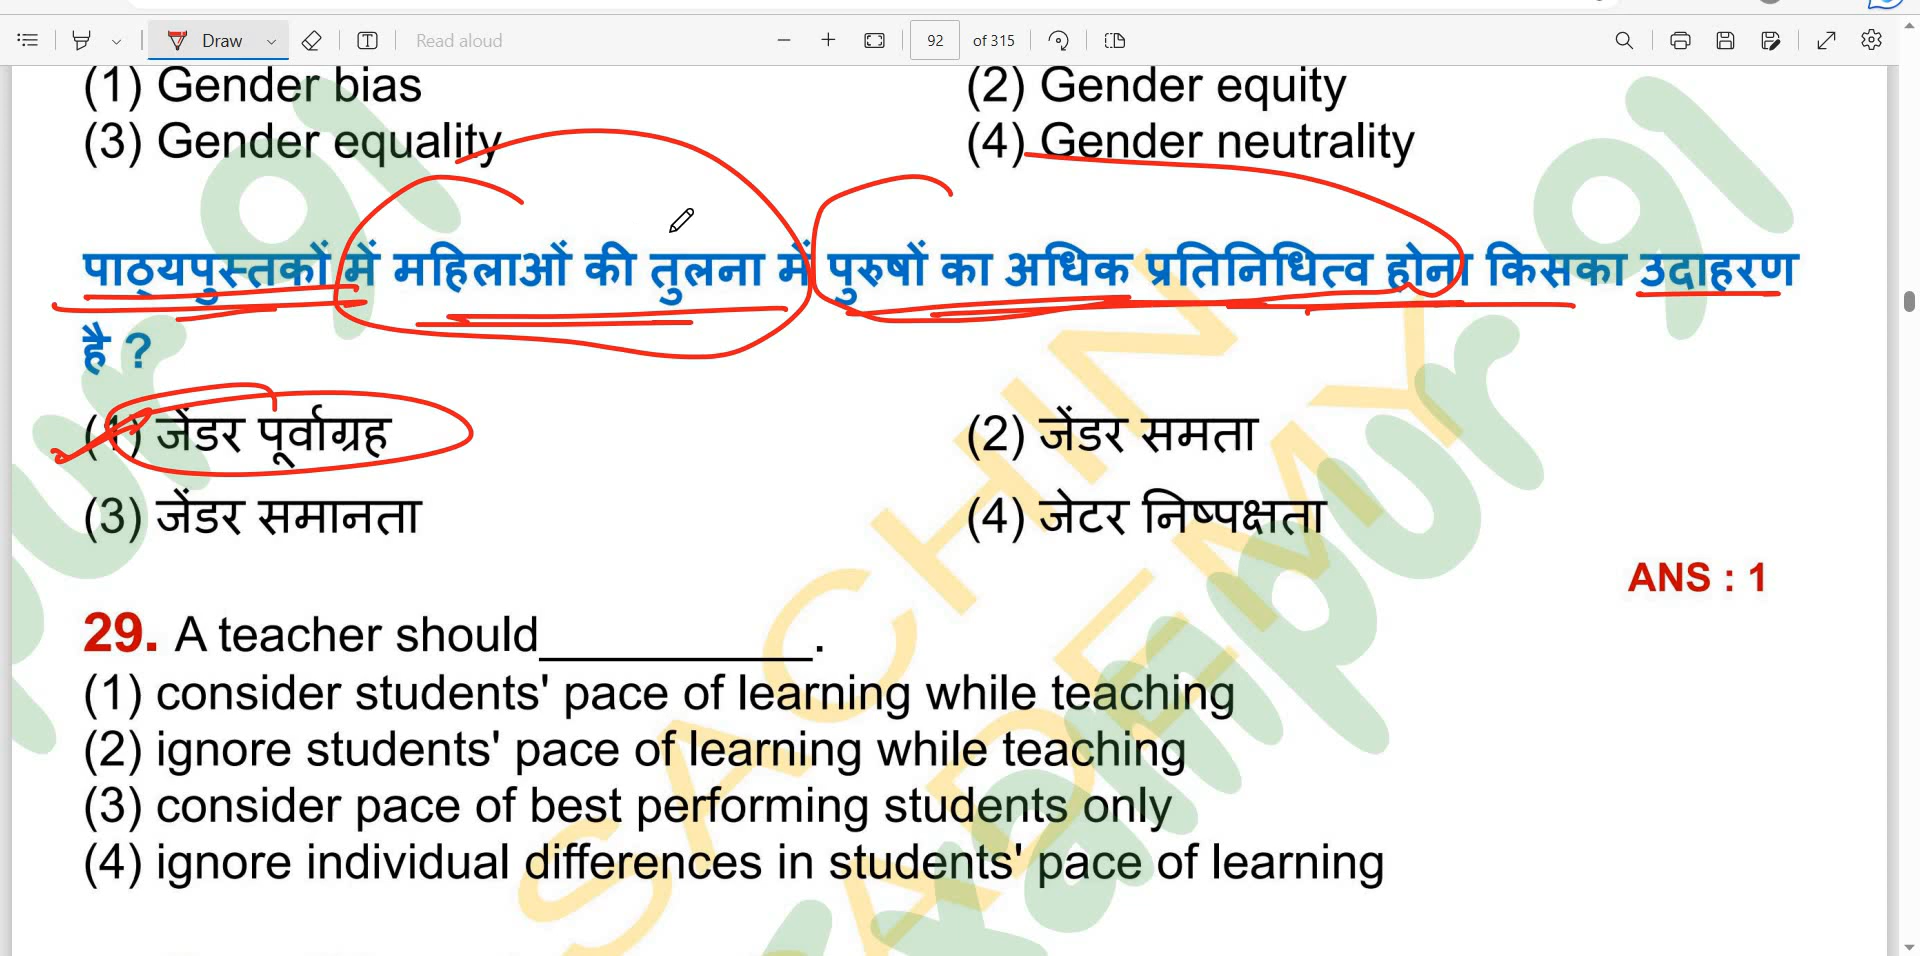 Draw
Read aloud
92 of 315
(1) Gender bias (2) Gender equity
(3) Gender equality (4) Gender neutrality
पाठ्यपुस्तकों में महिलाओं की तुलना में पुरुषों का अधिक प्रतिनिधित्व होना किसका उदाहरण
है ?
(1) जेंडर पूर्वाग्रह (2) जेंडर समता
(3) जेंडर समानता (4) जेटर निष्पक्षता
ANS : 1
29. A teacher should___________.
(1) consider students' pace of learning while teaching
(2) ignore students' pace of learning while teaching
(3) consider pace of best performing students only
(4) ignore individual differences in students' pace of learning
SACHIN
ACADEMY